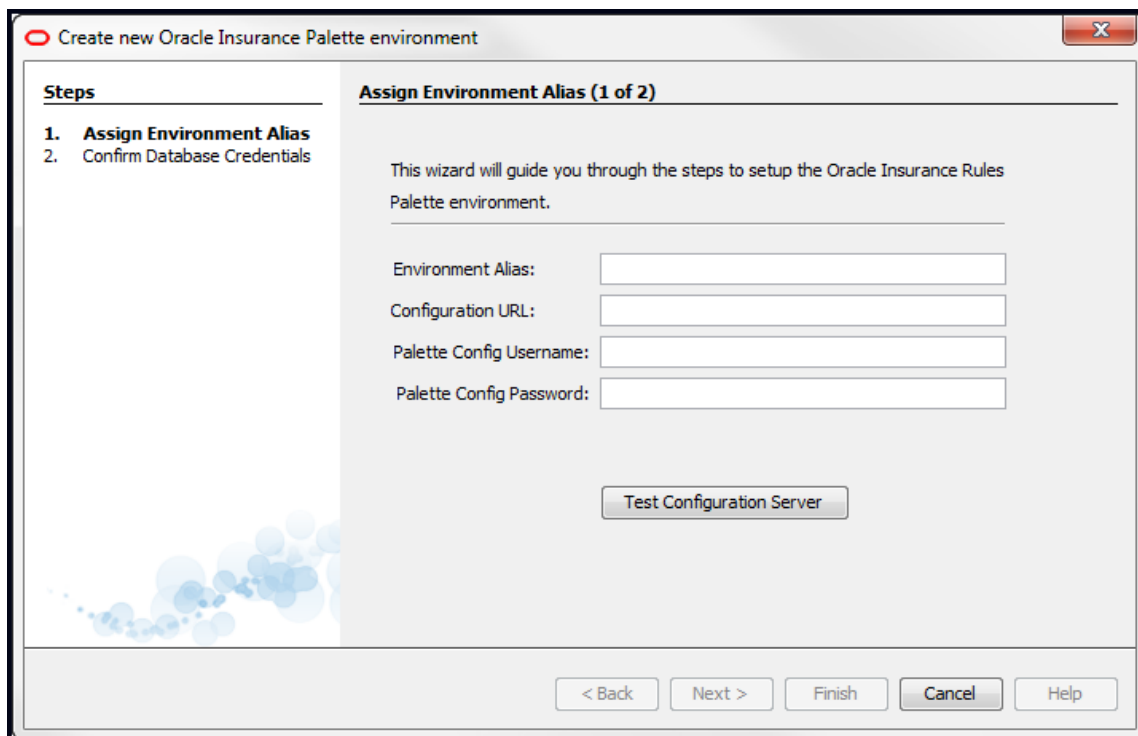 Create new Oracle Insurance Palette environment
Steps
1. Assign Environment Alias
2. Confirm Database Credentials
Assign Environment Alias (1 of 2)
This wizard will guide you through the steps to setup the Oracle Insurance Rules
Palette environment.
Environment Alias:
Configuration URL:
Palette Config Username:
Palette Config Password:
Test Configuration Server
< Back Next > Finish Cancel Help